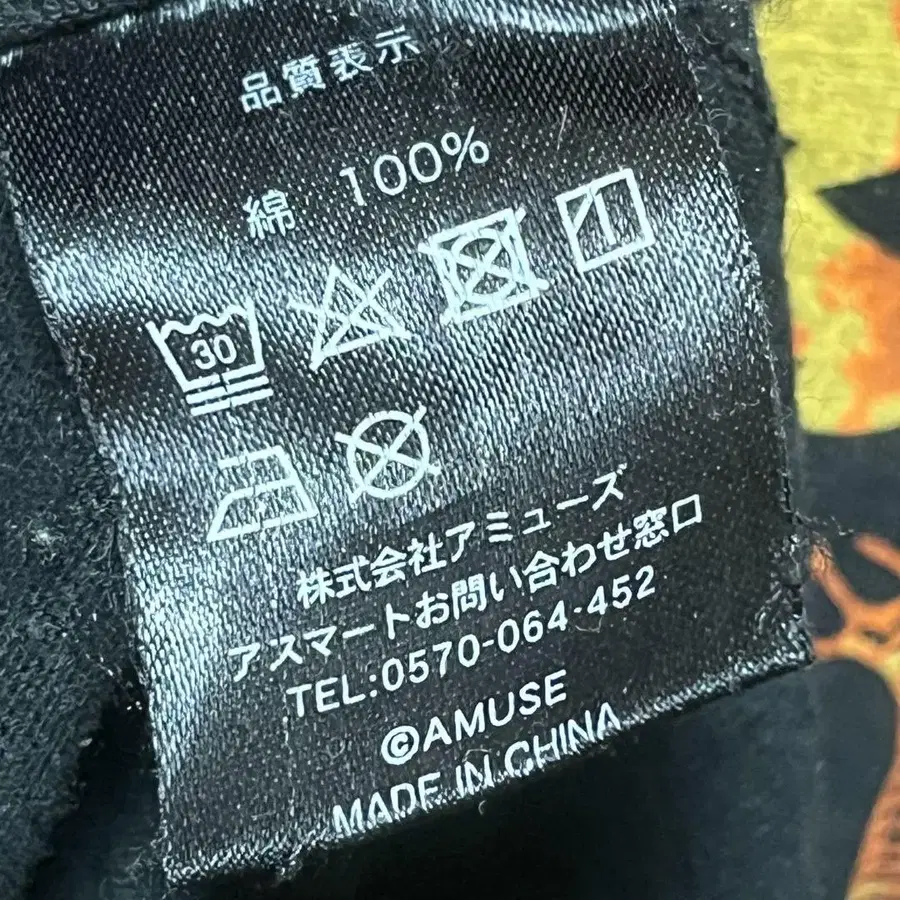 品質表示
綿 100%
30
株式会社アミューズ
アスマートお問い合わせ窓口
TEL:0570-064-452
©AMUSE
MADE IN CHINA